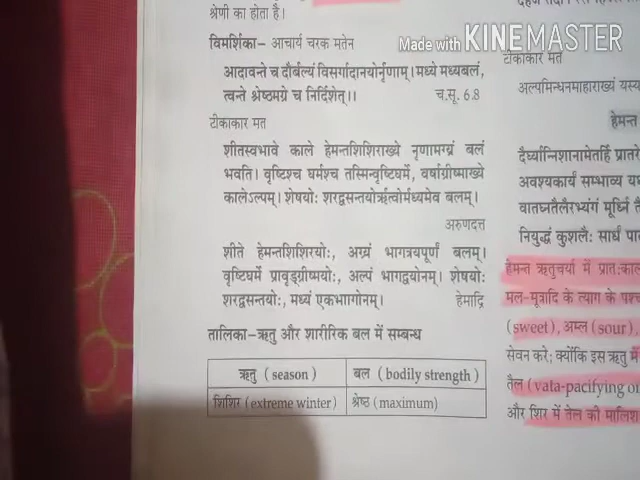 श्रेणी का होता है।
विमर्शिका– आचार्य चरक मतेन
आदावन्ते च दौर्बल्यं विसर्गादानयोर्नृणाम्। मध्ये मध्यबलं,
त्वन्ते श्रेष्ठमग्रे च निर्दिशेत्।। च.सू. 6.8
टीकाकार मत
शीतस्वभावे काले हेमन्तशिशिराख्ये नृणामग्र्यं बलं
भवति। वृष्टिश्च घर्मश्च तस्मिन्वृष्टिघर्मे, वर्षाग्रीष्माख्ये
कालेऽल्पम्। शेषयोः शरद्वसन्तयोर्ऋत्वोर्मध्यमेव बलम्।
अरुणदत्त
शीते हेमन्तशिशिरयोः, अग्र्यं भागत्रयपूर्णं बलम्।
वृष्टिघर्मे प्रावृड्ग्रीष्मयोः, अल्पं भागद्वयोनम्। शेषयोः
शरद्वसन्तयोः, मध्यं एकभागोनम्। हेमाद्रि
तालिका–ऋतु और शारीरिक बल में सम्बन्ध
ऋतु (season) बल (bodily strength)
शिशिर (extreme winter) श्रेष्ठ (maximum)
Made with KINEMASTER
टीकाकार मत
अल्पमिन्धनमाहाराख्यं यस्य
हेमन्त
दैर्घ्यान्निशानामेतर्हि प्रातरे
अवश्यकार्यं सम्भाव्य
वातघ्नतैलैरभ्यंगं मूर्ध्नि
नियुद्धं कुशलैः सार्धं
हेमन्त ऋतुचर्या में प्रातःकाल
मल-मूत्रादि के त्याग के
(sweet), अम्ल (sour),
सेवन करे; क्योंकि इस ऋतु में
तैल (vata-pacifying
और शिर में तेल की मालिश